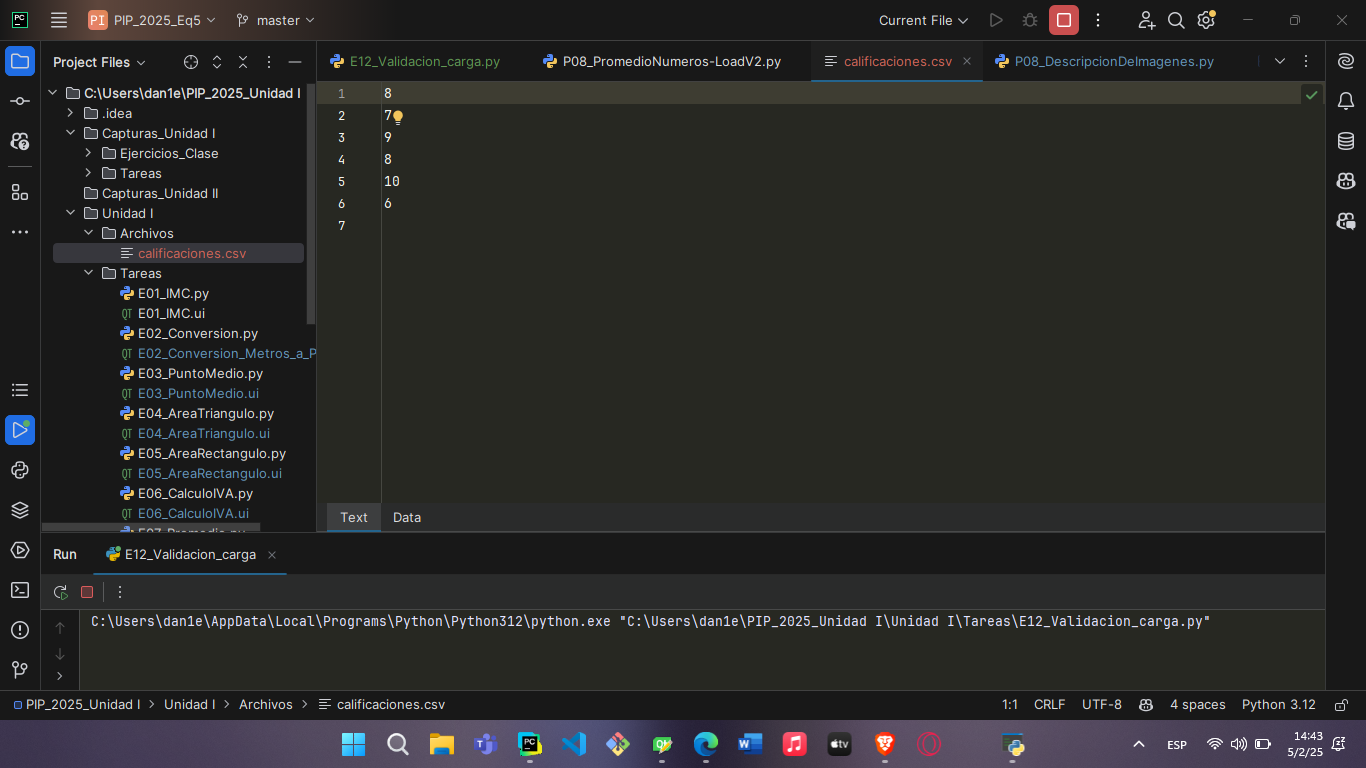 PI PIP_2025_Eq5 master Current File
Project Files
C:\Users\dan1e\PIP_2025_Unidad I
.idea
Capturas_Unidad I
Ejercicios_Clase
Tareas
Capturas_Unidad II
Unidad I
Archivos
calificaciones.csv
Tareas
E01_IMC.py
E01_IMC.ui
E02_Conversion.py
E02_Conversion_Metros_a_P
E03_PuntoMedio.py
E03_PuntoMedio.ui
E04_AreaTriangulo.py
E04_AreaTriangulo.ui
E05_AreaRectangulo.py
E05_AreaRectangulo.ui
E06_CalculoIVA.py
E06_CalculoIVA.ui
E07_Promedio.py
E12_Validacion_carga.py P08_PromedioNumeros-LoadV2.py calificaciones.csv P08_DescripcionDeImagenes.py
1 8
2 7
3 9
4 8
5 10
6 6
7
Text Data
Run E12_Validacion_carga
C:\Users\dan1e\AppData\Local\Programs\Python\Python312\python.exe "C:\Users\dan1e\PIP_2025_Unidad I\Unidad I\Tareas\E12_Validacion_carga.py"
PIP_2025_Unidad I > Unidad I > Archivos > calificaciones.csv 1:1 CRLF UTF-8 4 spaces Python 3.12
ESP 14:43
5/2/25